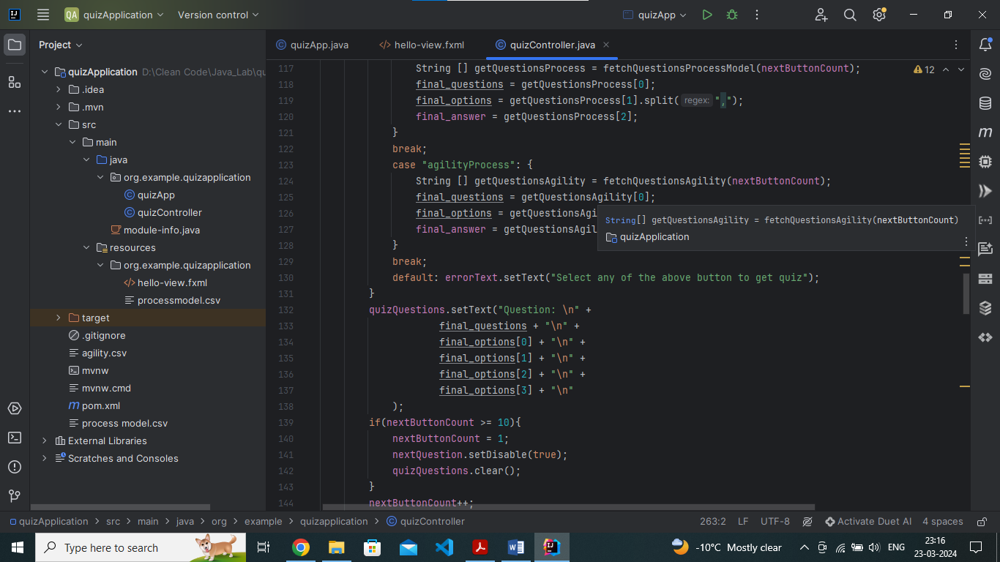 QA quizApplication Version control quizApp
Project
quizApp.java hello-view.fxml quizController.java
quizApplication D:\Clean Code\Java_Lab\qu
.idea
.mvn
src
main
java
org.example.quizapplication
quizApp
quizController
module-info.java
resources
org.example.quizapplication
hello-view.fxml
processmodel.csv
target
.gitignore
agility.csv
mvnw
mvnw.cmd
pom.xml
process model.csv
External Libraries
Scratches and Consoles
12
117 String [] getQuestionsProcess = fetchQuestionsProcessModel(nextButtonCount);
118 final_questions = getQuestionsProcess[0];
119 final_options = getQuestionsProcess[1].split( regex: ",");
120 final_answer = getQuestionsProcess[2];
121 }
122 break;
123 case "agilityProcess": {
124 String [] getQuestionsAgility = fetchQuestionsAgility(nextButtonCount);
125 final_questions = getQuestionsAgility[0];
126 final_options = getQuestionsAgi
127 final_answer = getQuestionsAgil
128 }
129 break;
130 default: errorText.setText("Select any of the above button to get quiz");
131 }
132 quizQuestions.setText("Question: \n" +
133 final_questions + "\n" +
134 final_options[0] + "\n" +
135 final_options[1] + "\n" +
136 final_options[2] + "\n" +
137 final_options[3] + "\n"
138 );
139 if(nextButtonCount >= 10){
140 nextButtonCount = 1;
141 nextQuestion.setDisable(true);
142 quizQuestions.clear();
143 }
144 nextButtonCount++;
String[] getQuestionsAgility = fetchQuestionsAgility(nextButtonCount)
quizApplication
quizApplication > src > main > java > org > example > quizapplication > quizController
263:2 LF UTF-8 Activate Duet AI 4 spaces
Type here to search
-10°C Mostly clear ENG 23:16
23-03-2024